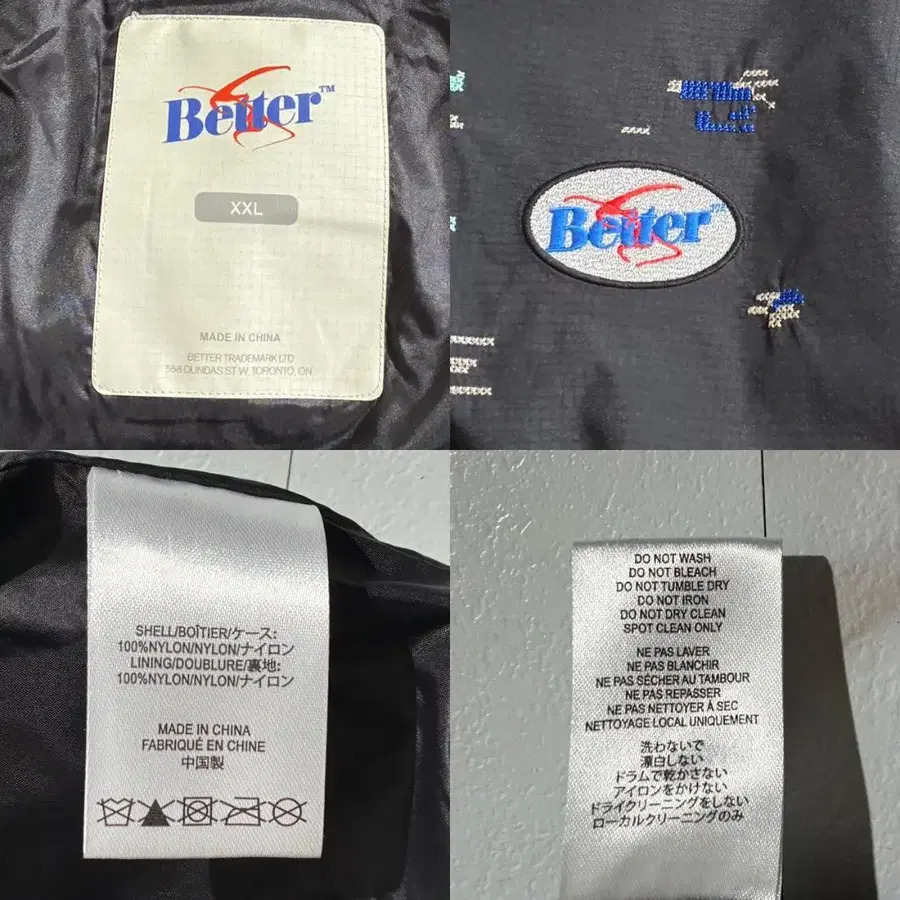 Better™
XXL
MADE IN CHINA
BETTER TRADEMARK LTD
556 DUNDAS ST W, TORONTO, ON
Better™
SHELL/BOÎTIER/ケース:
100%NYLON/NYLON/ナイロン
LINING/DOUBLURE/裏地:
100%NYLON/NYLON/ナイロン
MADE IN CHINA
FABRIQUÉ EN CHINE
中国製
DO NOT WASH
DO NOT BLEACH
DO NOT TUMBLE DRY
DO NOT IRON
DO NOT DRY CLEAN
SPOT CLEAN ONLY
NE PAS LAVER
NE PAS BLANCHIR
NE PAS SÉCHER AU TAMBOUR
NE PAS REPASSER
NE PAS NETTOYER À SEC
NETTOYAGE LOCAL UNIQUEMENT
洗わないで
漂白しない
ドラムで乾かさない
アイロンをかけない
ドライクリーニングをしない
ローカルクリーニングのみ